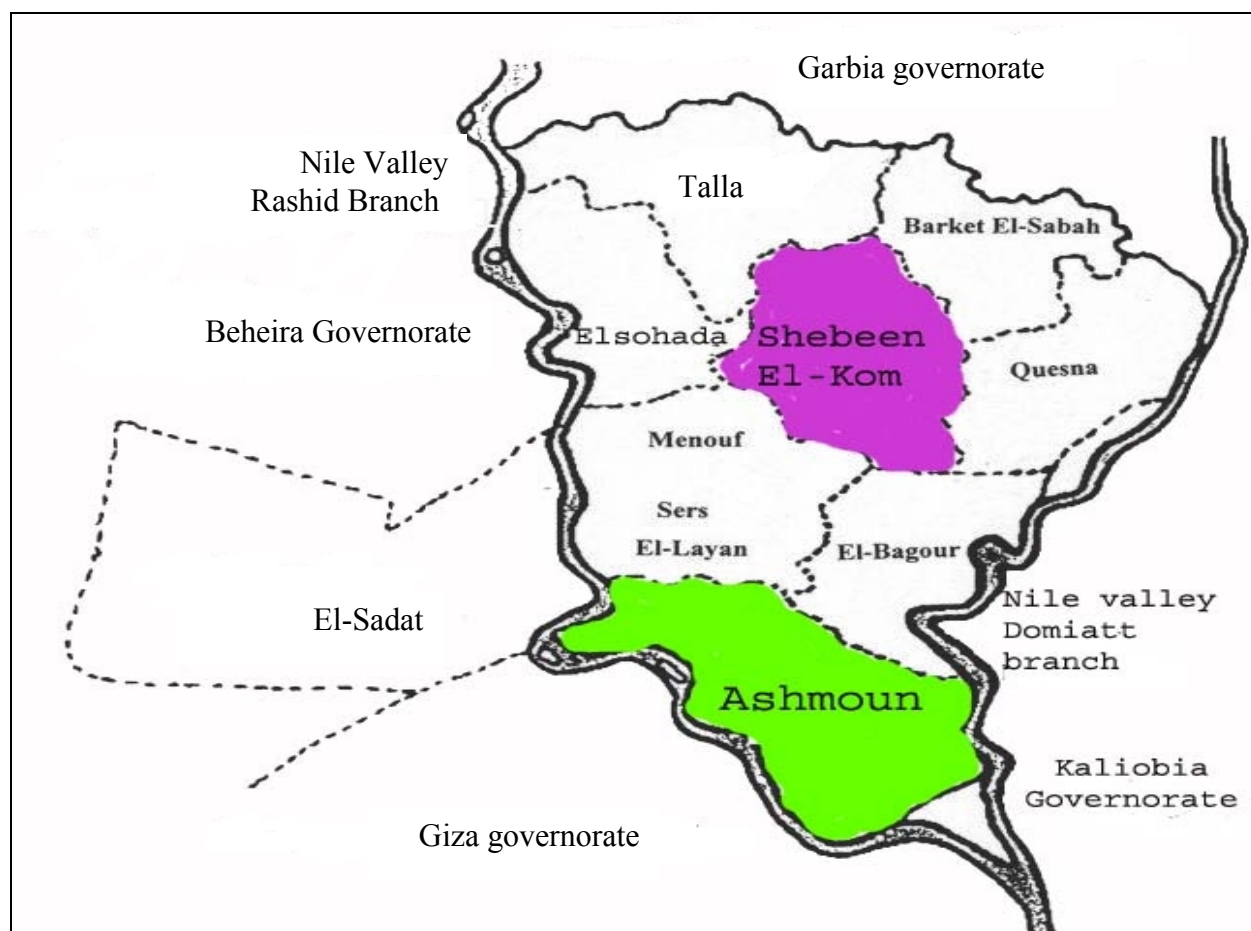 Garbia governorate
Nile Valley
Rashid Branch
Talla
Barket El-Sabah
Beheira Governorate
Elsohada
Shebeen
El-Kom
Quesna
Menouf
Sers
El-Layan
El-Bagour
El-Sadat
Nile valley
Domiatt
branch
Ashmoun
Kaliobia
Governorate
Giza governorate